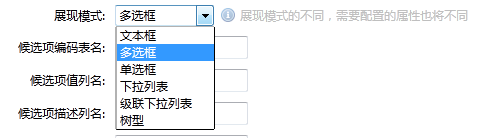 展现模式: 多选框 展现模式的不同，需要配置的属性也将不同
文本框
候选项编码表名: 多选框
单选框
候选项值列名: 下拉列表
级联下拉列表
候选项描述列名: 树型